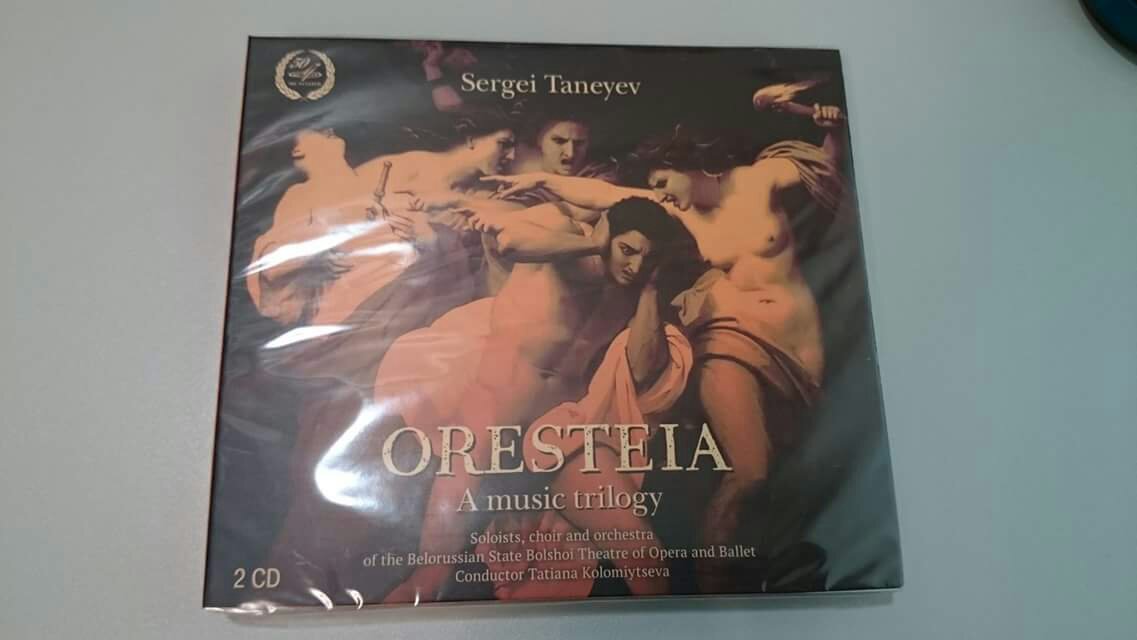 50
Sergei Taneyev
ORESTEIA
A music trilogy
Soloists, choir and orchestra
of the Belorussian State Bolshoi Theatre of Opera and Ballet
Conductor Tatiana Kolomiytseva
2 CD